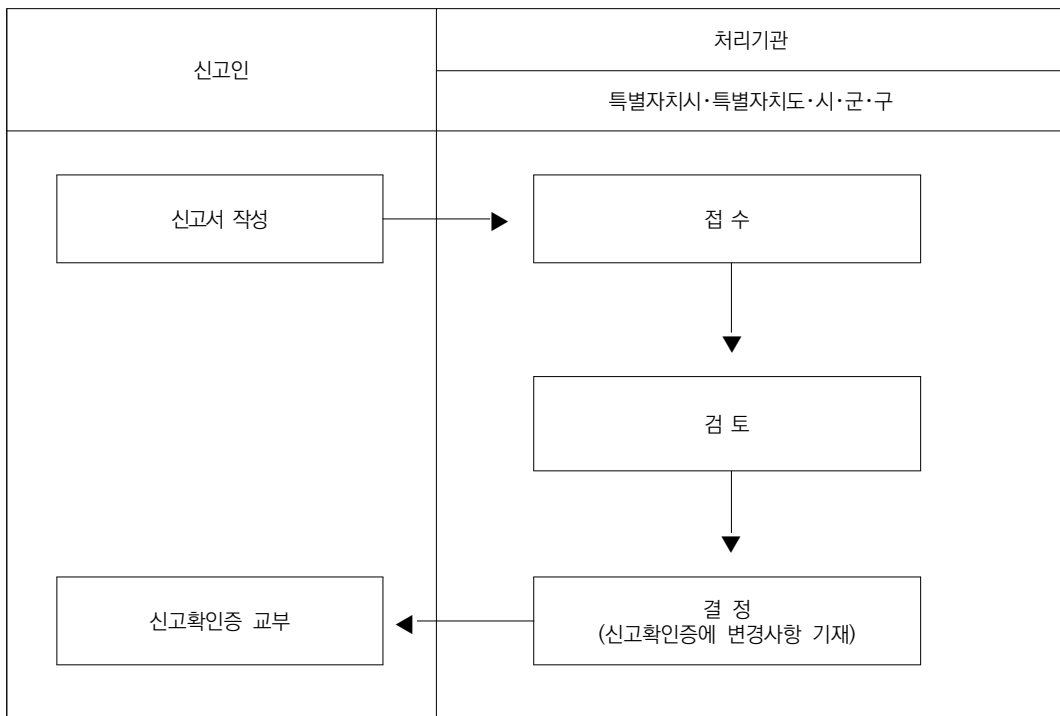 신고인
처리기관
특별자치시·특별자치도·시·군·구
신고서 작성
접 수
검 토
신고확인증 교부
결 정
(신고확인증에 변경사항 기재)